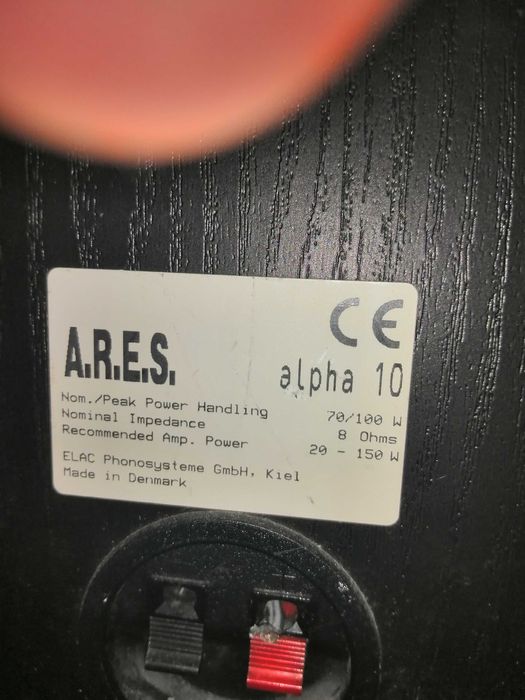 CE
A.R.E.S.
alpha 10
Nom./Peak Power Handling 70/100 W
Nominal Impedance 8 Ohms
Recommended Amp. Power 20 - 150 W
ELAC Phonosysteme GmbH, Kiel
Made in Denmark